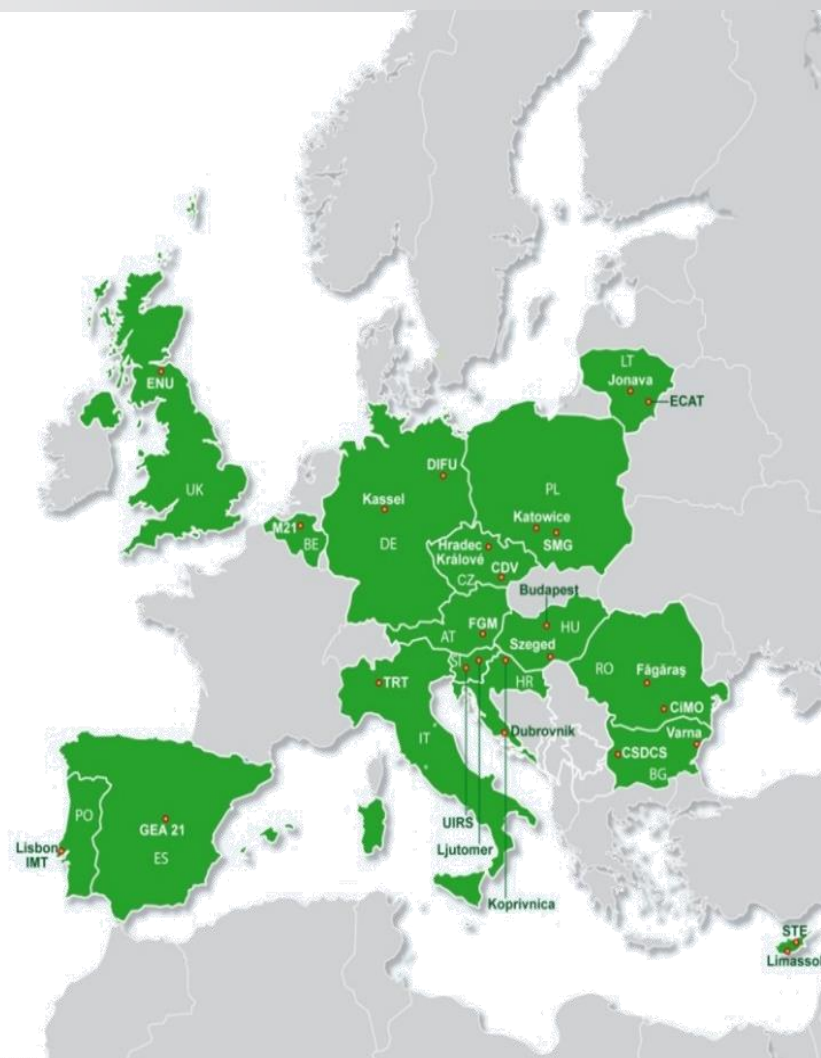 LT
Jonava
ECAT
ENU
UK
DIFU
Kassel
DE
M21
BE
PL
Katowice
SMG
Hradec
Králové
CDV
CZ
Budapest
FGM
AT
HU
Szeged
SI
HR
RO
Făgăraș
CiMO
TRT
IT
Dubrovnik
Varna
CSDCS
BG
PO
GEA 21
ES
Lisbon
IMT
UIRS
Ljutomer
Koprivnica
STE
Limassol